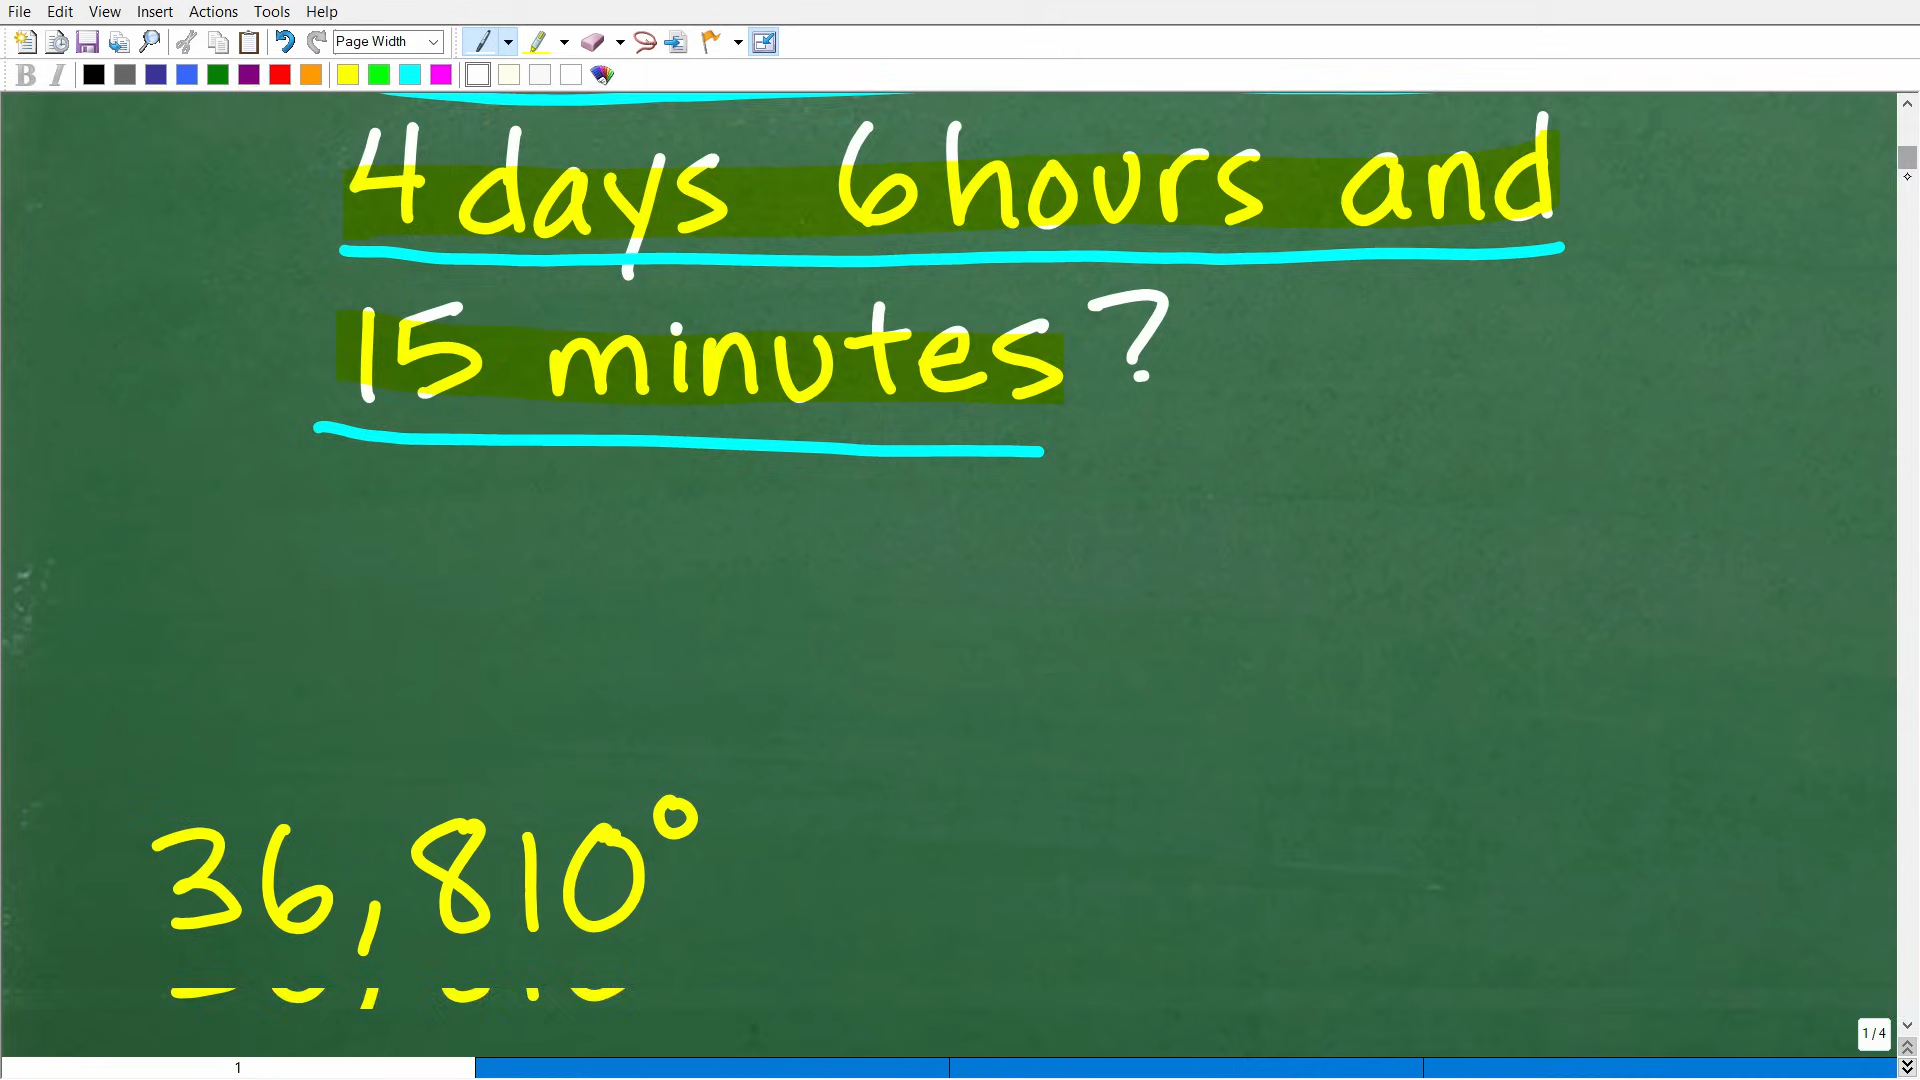 File Edit View Insert Actions Tools Help
Page Width
B I
4 days 6 hours and
15 minutes?
36,810°
1 / 4
1